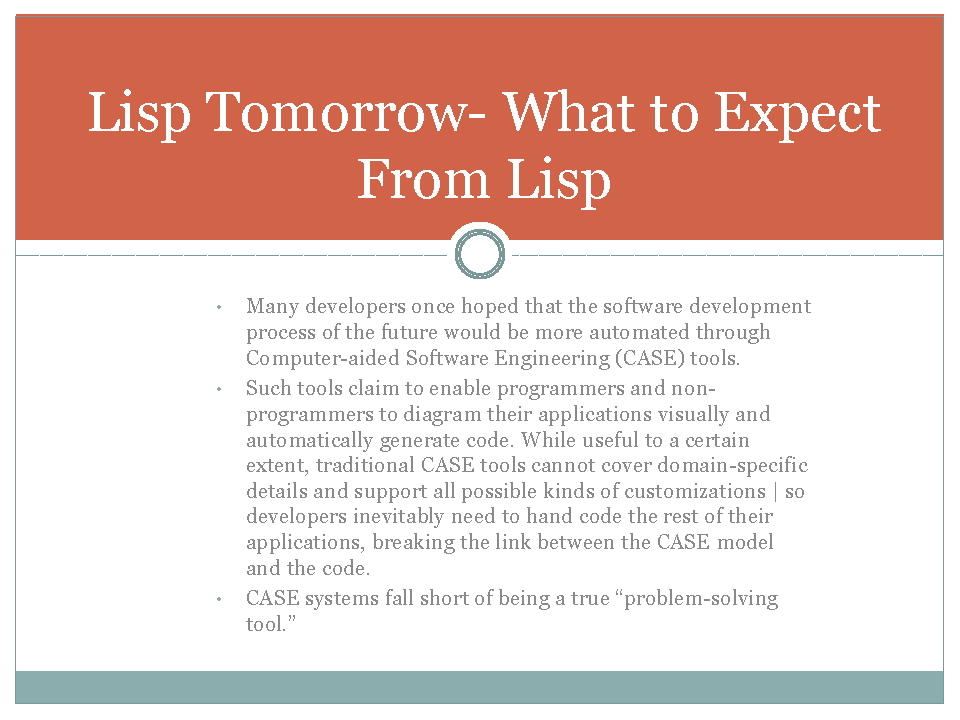 Lisp Tomorrow- What to Expect
From Lisp
• Many developers once hoped that the software development
process of the future would be more automated through
Computer-aided Software Engineering (CASE) tools.
• Such tools claim to enable programmers and non-
programmers to diagram their applications visually and
automatically generate code. While useful to a certain
extent, traditional CASE tools cannot cover domain-specific
details and support all possible kinds of customizations | so
developers inevitably need to hand code the rest of their
applications, breaking the link between the CASE model
and the code.
• CASE systems fall short of being a true “problem-solving
tool.”